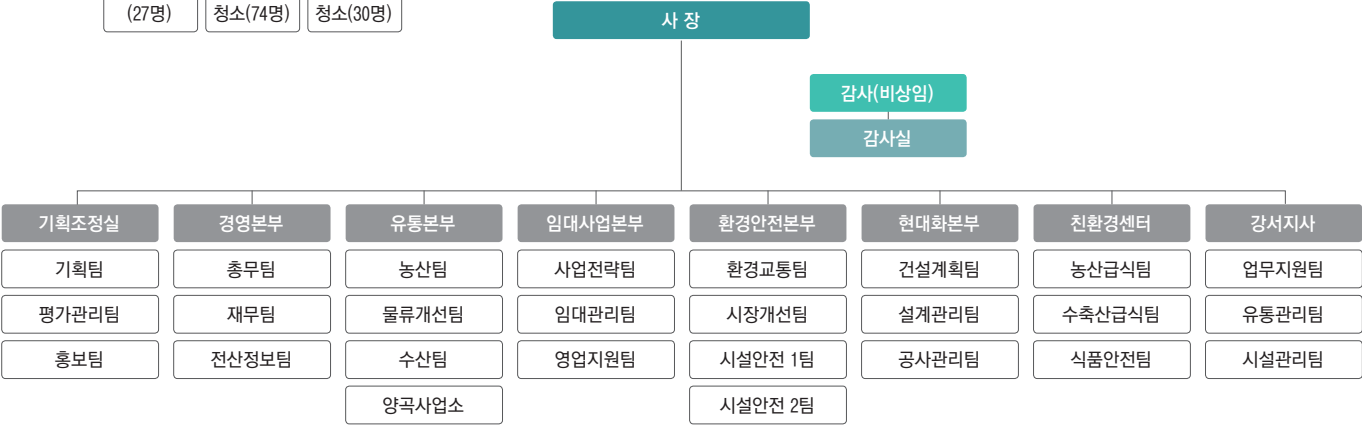 (27명) 청소(74명) 청소(30명)
사 장
감사(비상임)
감사실
기획조정실 경영본부 유통본부 임대사업본부 환경안전본부 현대화본부 친환경센터 강서지사
기획팀 총무팀 농산팀 사업전략팀 환경교통팀 건설계획팀 농산급식팀 업무지원팀
평가관리팀 재무팀 물류개선팀 임대관리팀 시장개선팀 설계관리팀 수축산급식팀 유통관리팀
홍보팀 전산정보팀 수산팀 영업지원팀 시설안전 1팀 공사관리팀 식품안전팀 시설관리팀
양곡사업소 시설안전 2팀